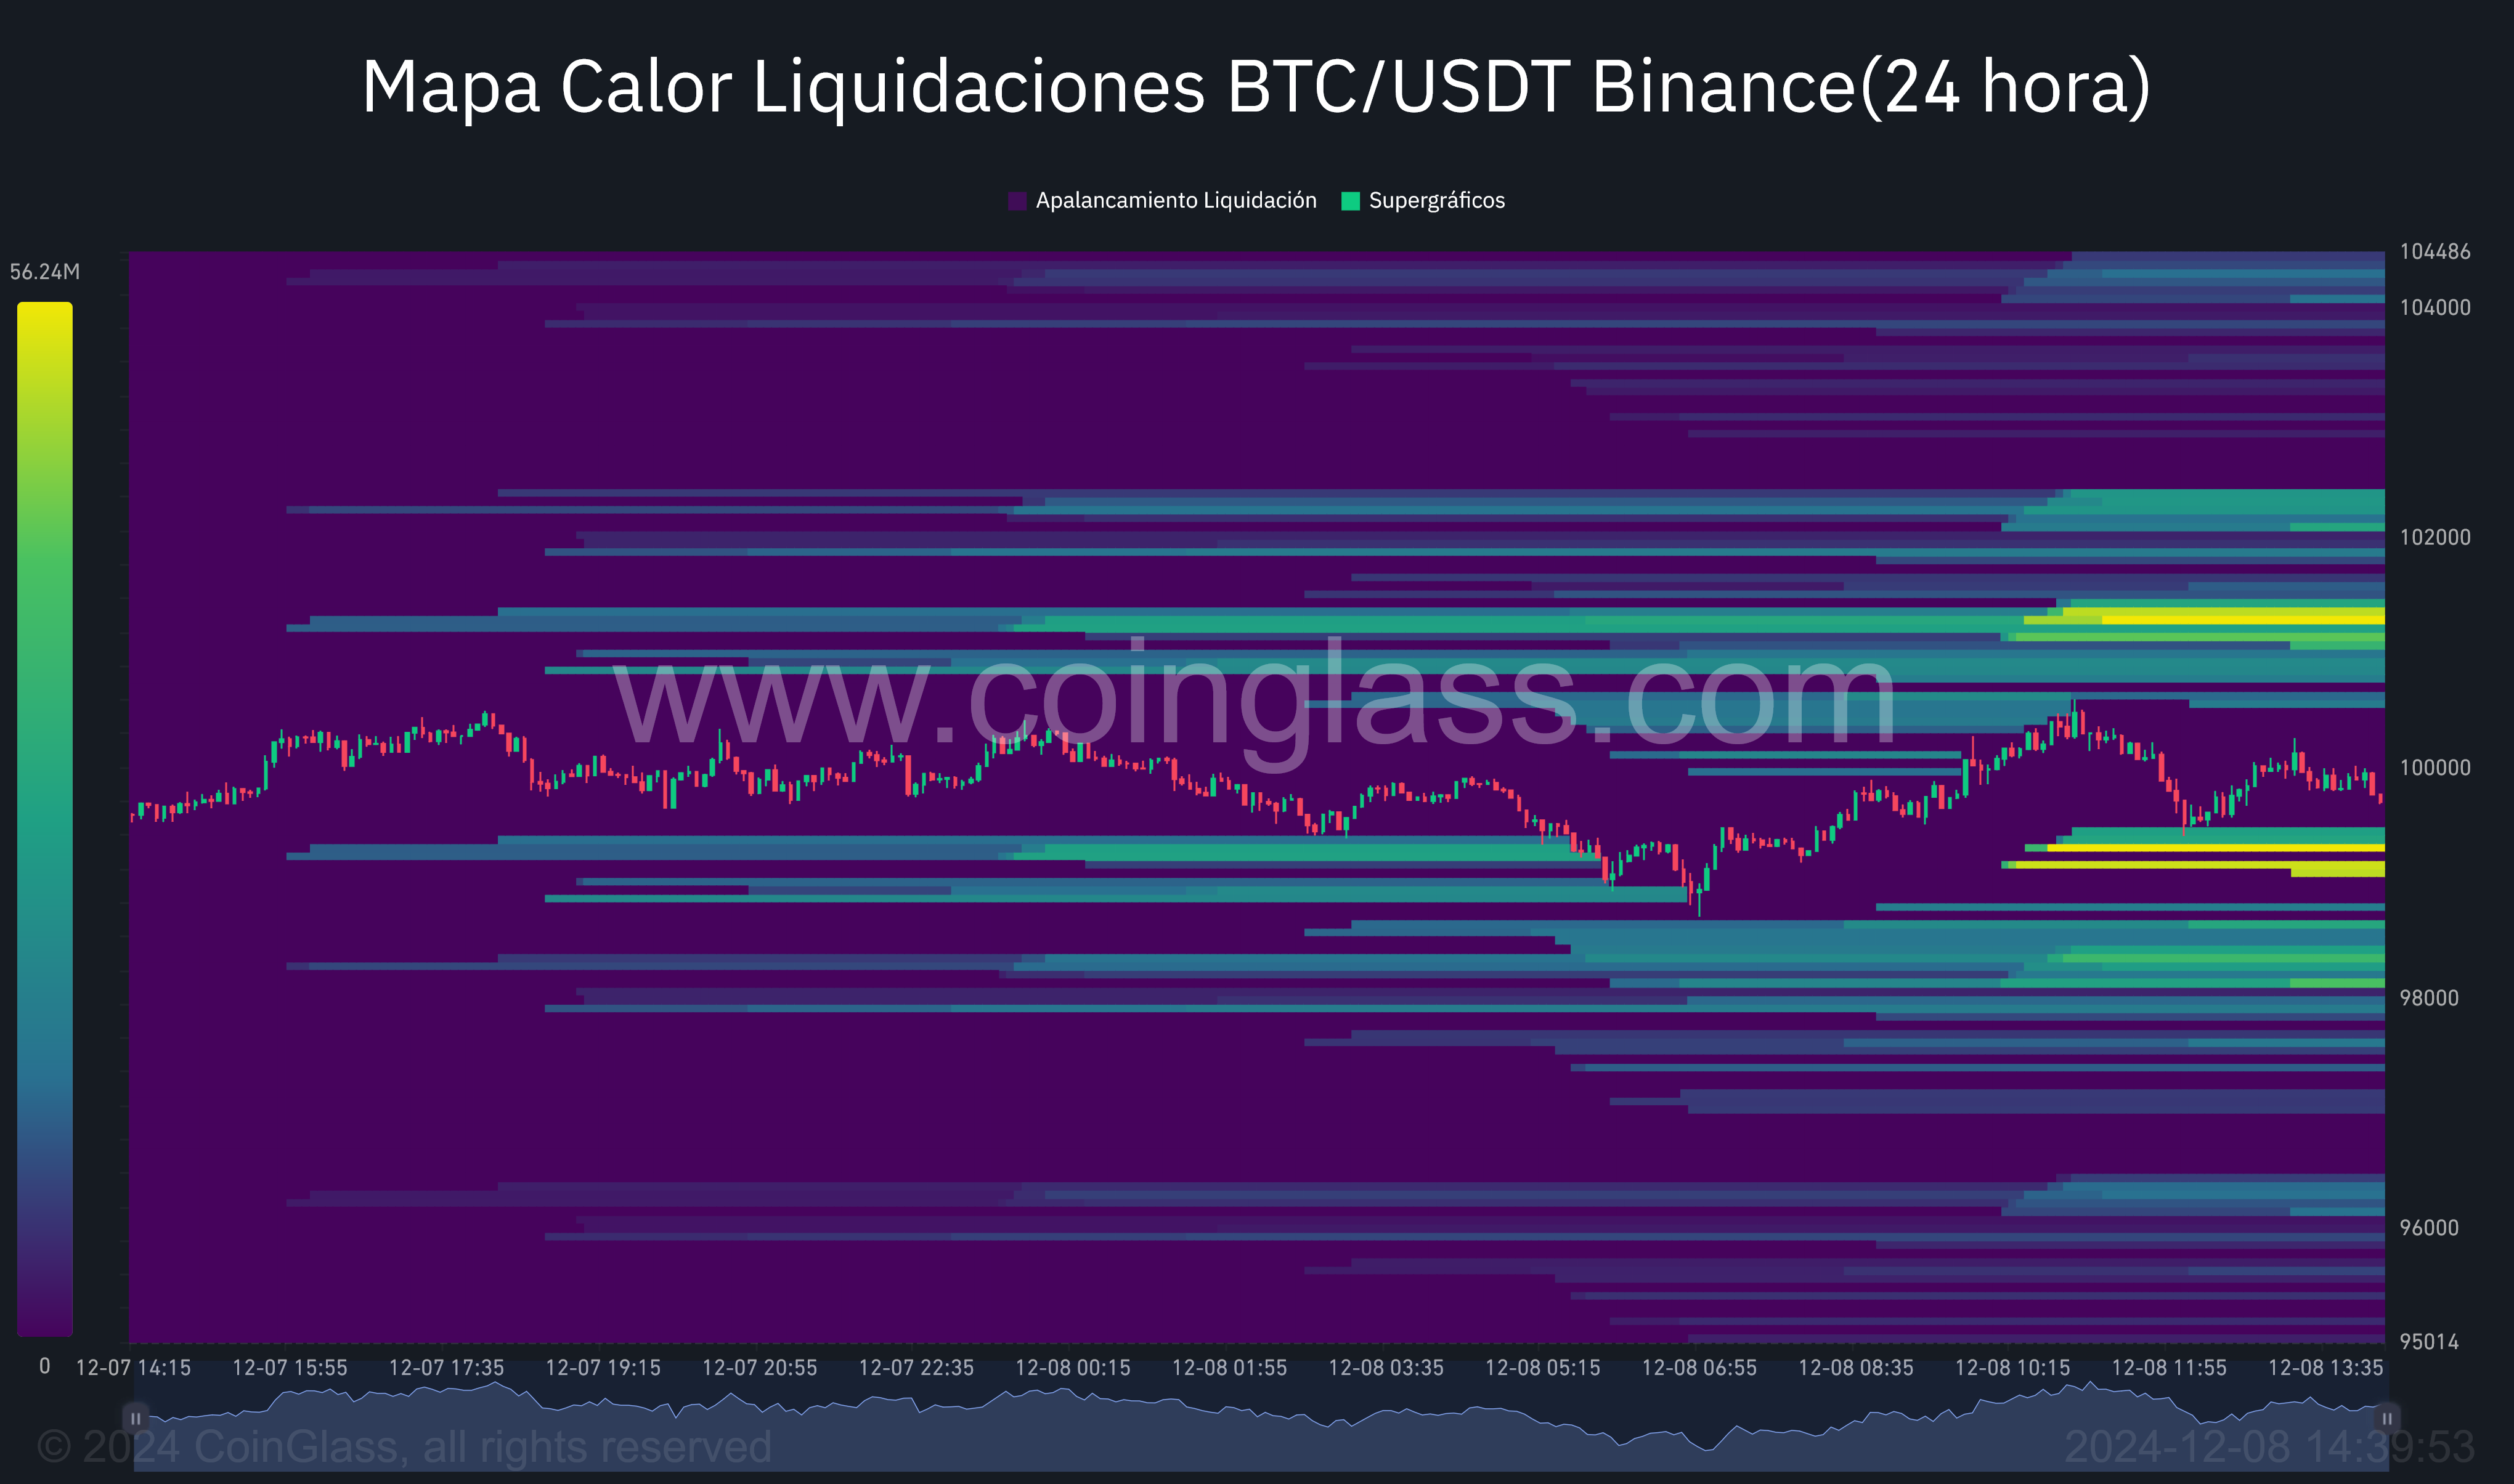 Mapa Calor Liquidaciones BTC/USDT Binance(24 hora)
Apalancamiento Liquidación Supergráficos
56.24M
0
104486
104000
102000
100000
98000
96000
95014
www.coinglass.com
12-07 14:15 12-07 15:55 12-07 17:35 12-07 19:15 12-07 20:55 12-07 22:35 12-08 00:15 12-08 01:55 12-08 03:35 12-08 05:15 12-08 06:55 12-08 08:35 12-08 10:15 12-08 11:55 12-08 13:35
© 2024 CoinGlass, all rights reserved
2024-12-08 14:39:53